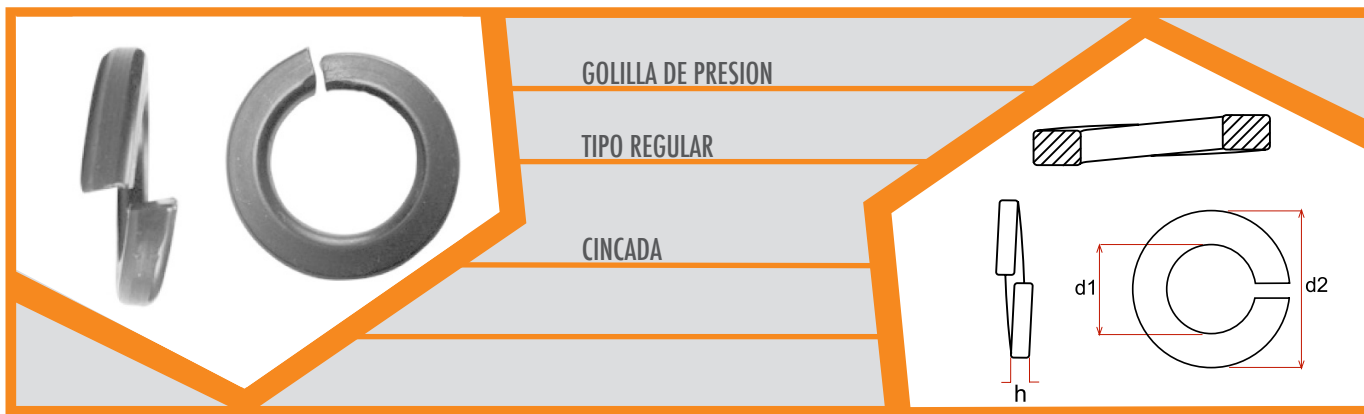 GOLILLA DE PRESION
TIPO REGULAR
CINCADA
d1
d2
h